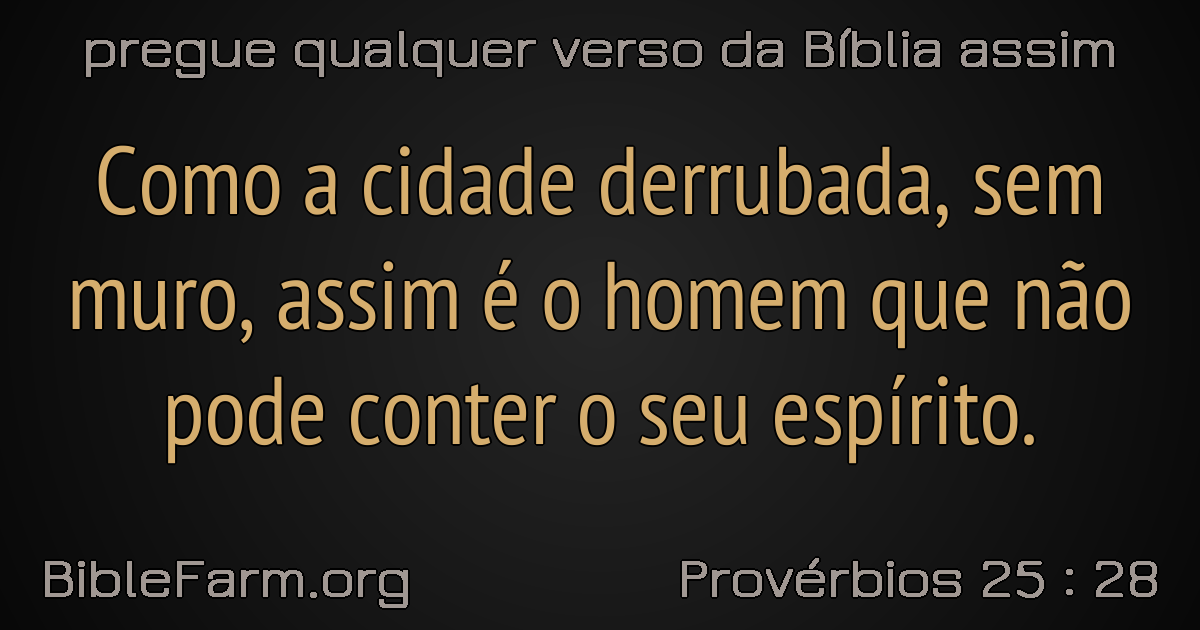 pregue qualquer verso da Bíblia assim
Como a cidade derrubada, sem
muro, assim é o homem que não
pode conter o seu espírito.
BibleFarm.org
Provérbios 25 : 28